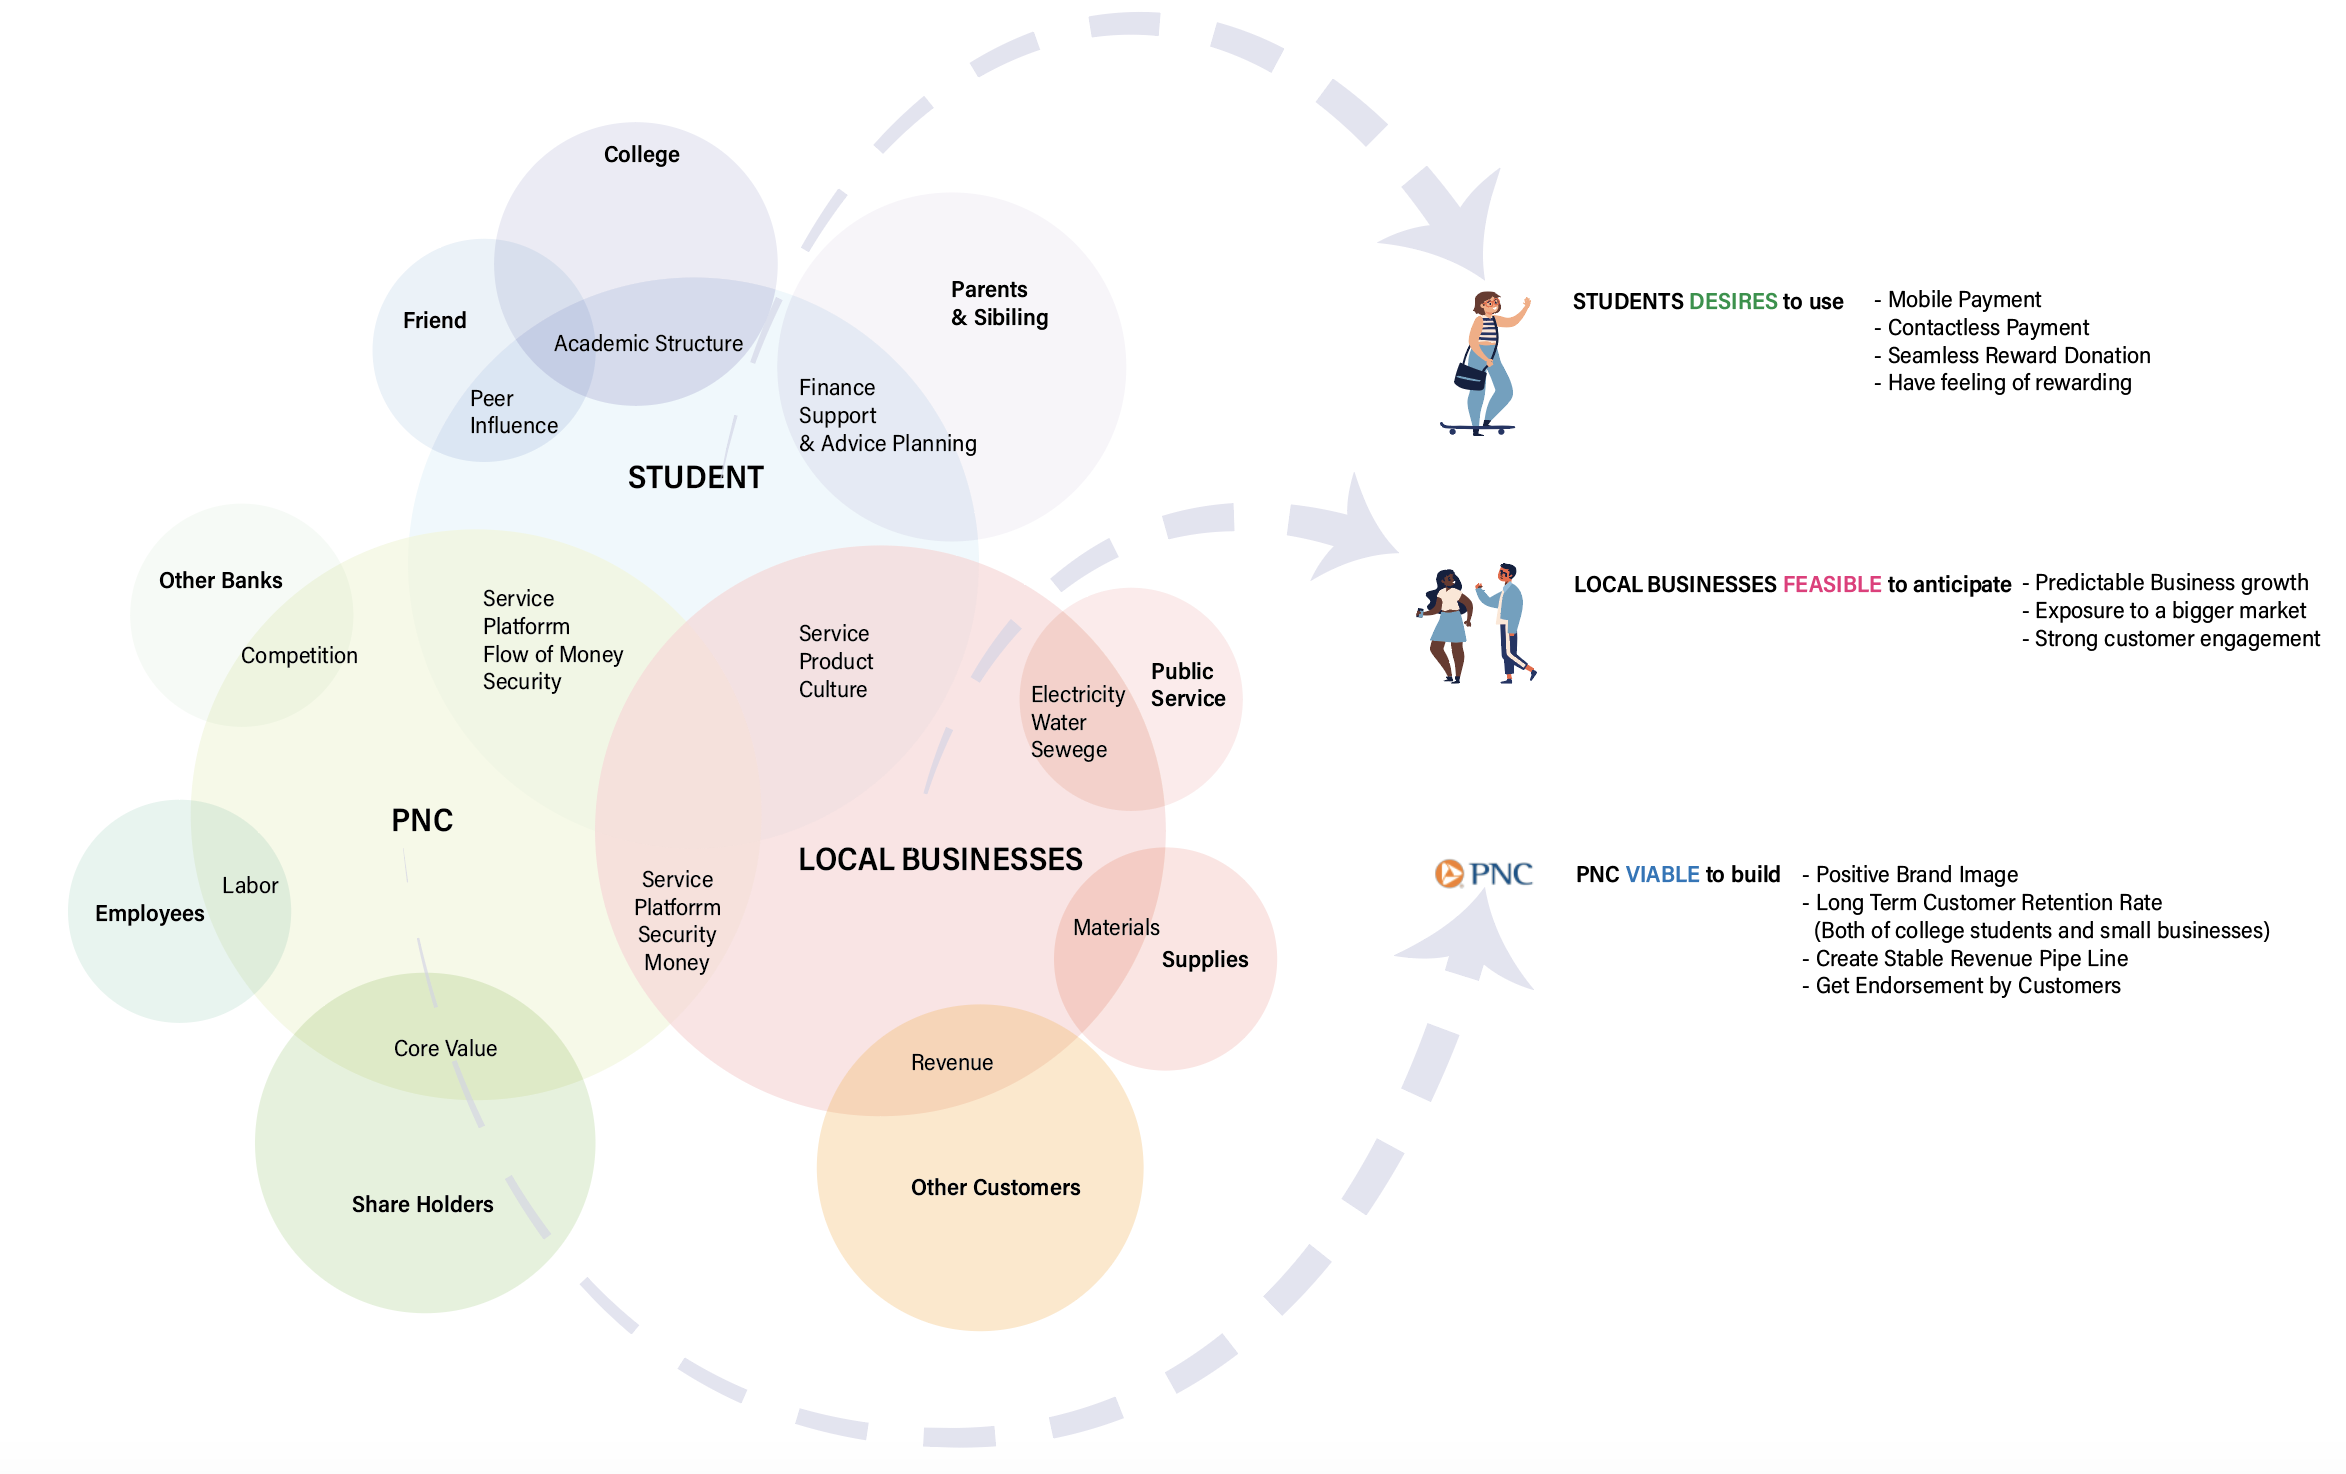 College
Friend
Academic Structure
Peer
Influence
Parents
& Sibiling
Finance
Support
& Advice Planning
STUDENT
Other Banks
Competition
Service
Platforrm
Flow of Money
Security
Service
Product
Culture
Electricity
Water
Sewege
Public
Service
PNC
LOCAL BUSINESSES
Employees
Labor
Service
Platforrm
Security
Money
Materials
Supplies
Core Value
Revenue
Share Holders
Other Customers
STUDENTS DESIRES to use
- Mobile Payment
- Contactless Payment
- Seamless Reward Donation
- Have feeling of rewarding
LOCAL BUSINESSES FEASIBLE to anticipate
- Predictable Business growth
- Exposure to a bigger market
- Strong customer engagement
PNC
PNC VIABLE to build
- Positive Brand Image
- Long Term Customer Retention Rate
(Both of college students and small businesses)
- Create Stable Revenue Pipe Line
- Get Endorsement by Customers